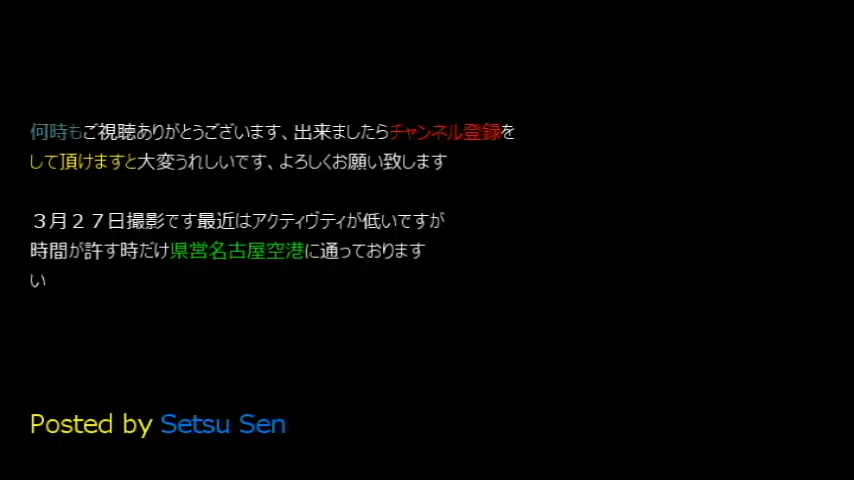 何時もご視聴ありがとうございます、出来ましたらチャンネル登録を
して頂けますと大変うれしいです、よろしくお願い致します
３月２７日撮影です最近はアクティヴティが低いですが
時間が許す時だけ県営名古屋空港に通っております
い
Posted by Setsu Sen